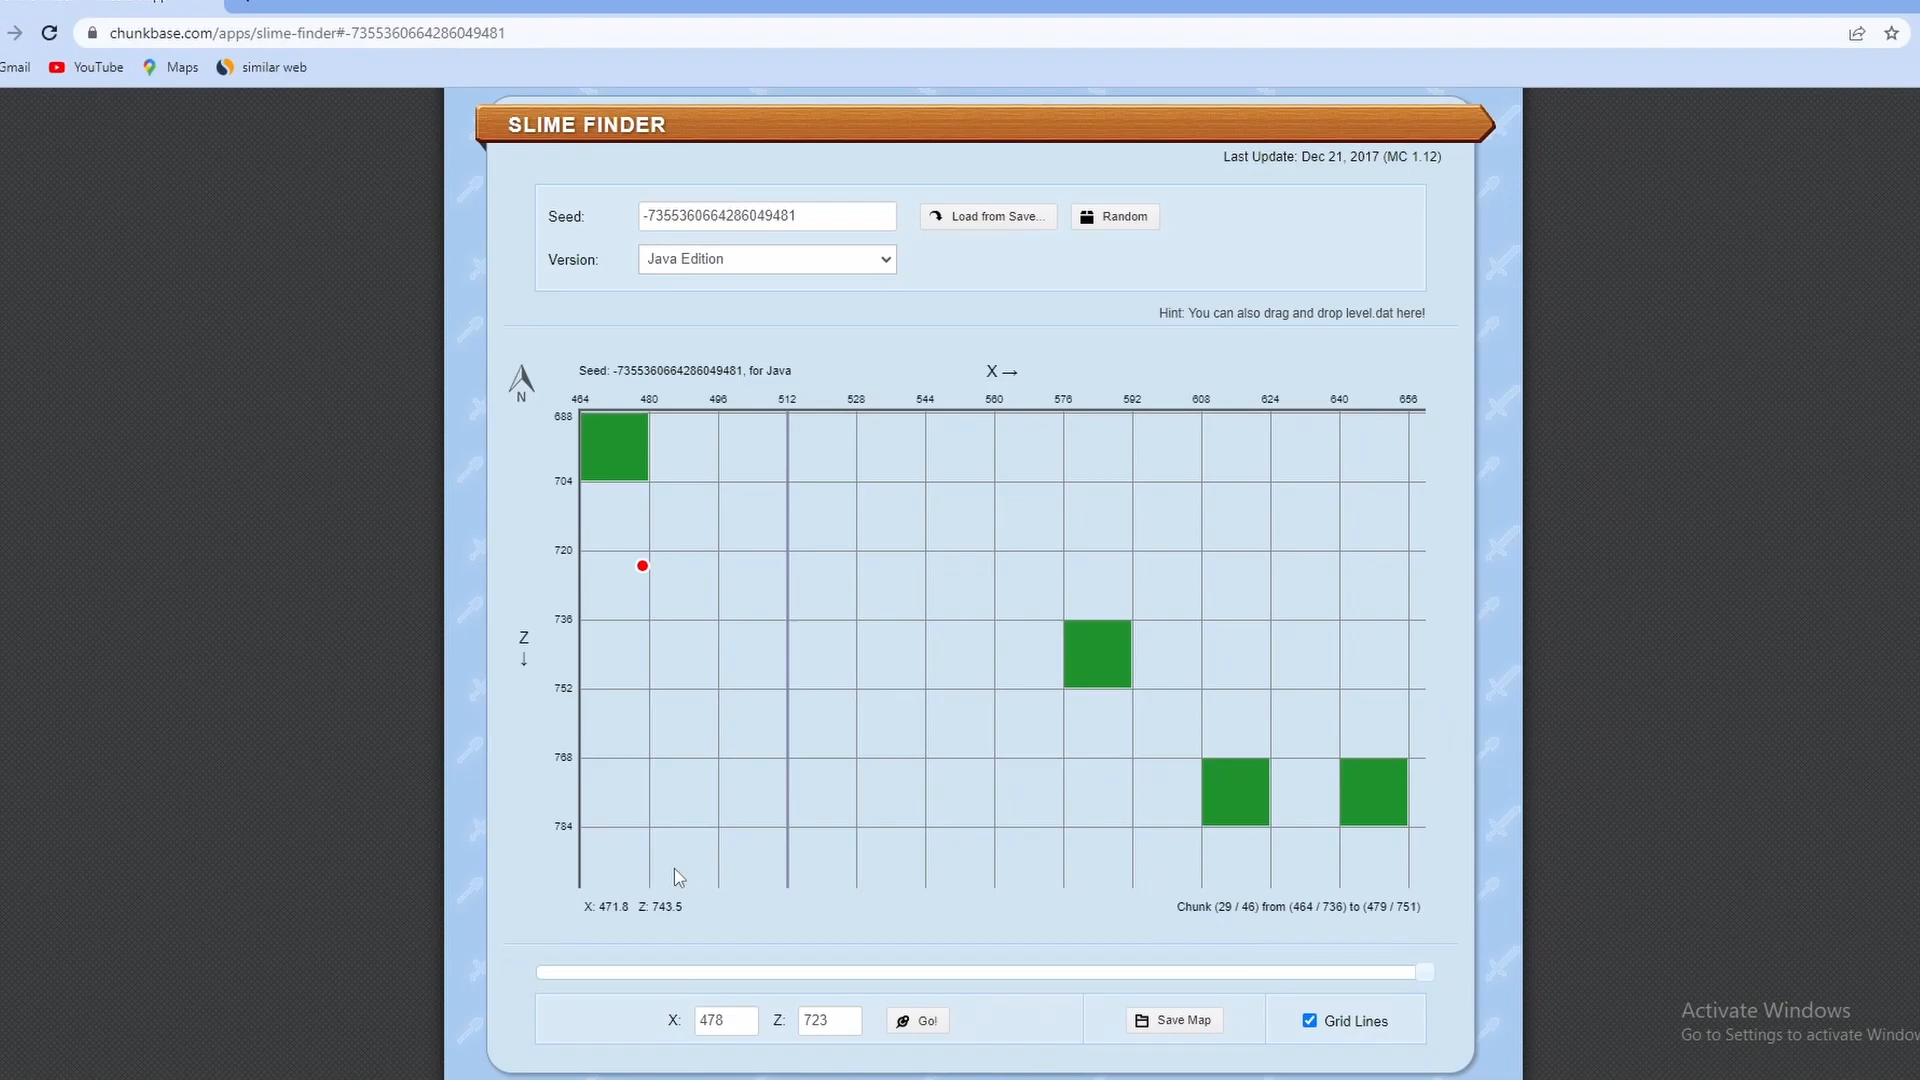 chunkbase.com/apps/slime-finder#-7355360664286049481
Gmail YouTube Maps similar web
SLIME FINDER
Last Update: Dec 21, 2017 (MC 1.12)
Seed: -7355360664286049481 Load from Save... Random
Version: Java Edition
Hint: You can also drag and drop level.dat here!
Seed: -7355360664286049481, for Java X →
N
464 480 496 512 528 544 560 576 592 608 624 640 656
688
704
720
736
Z
↓
752
768
784
X: 471.8 Z: 743.5 Chunk (29 / 46) from (464 / 736) to (479 / 751)
X: 478 Z: 723 Go! Save Map Grid Lines
Activate Windows
Go to Settings to activate Window